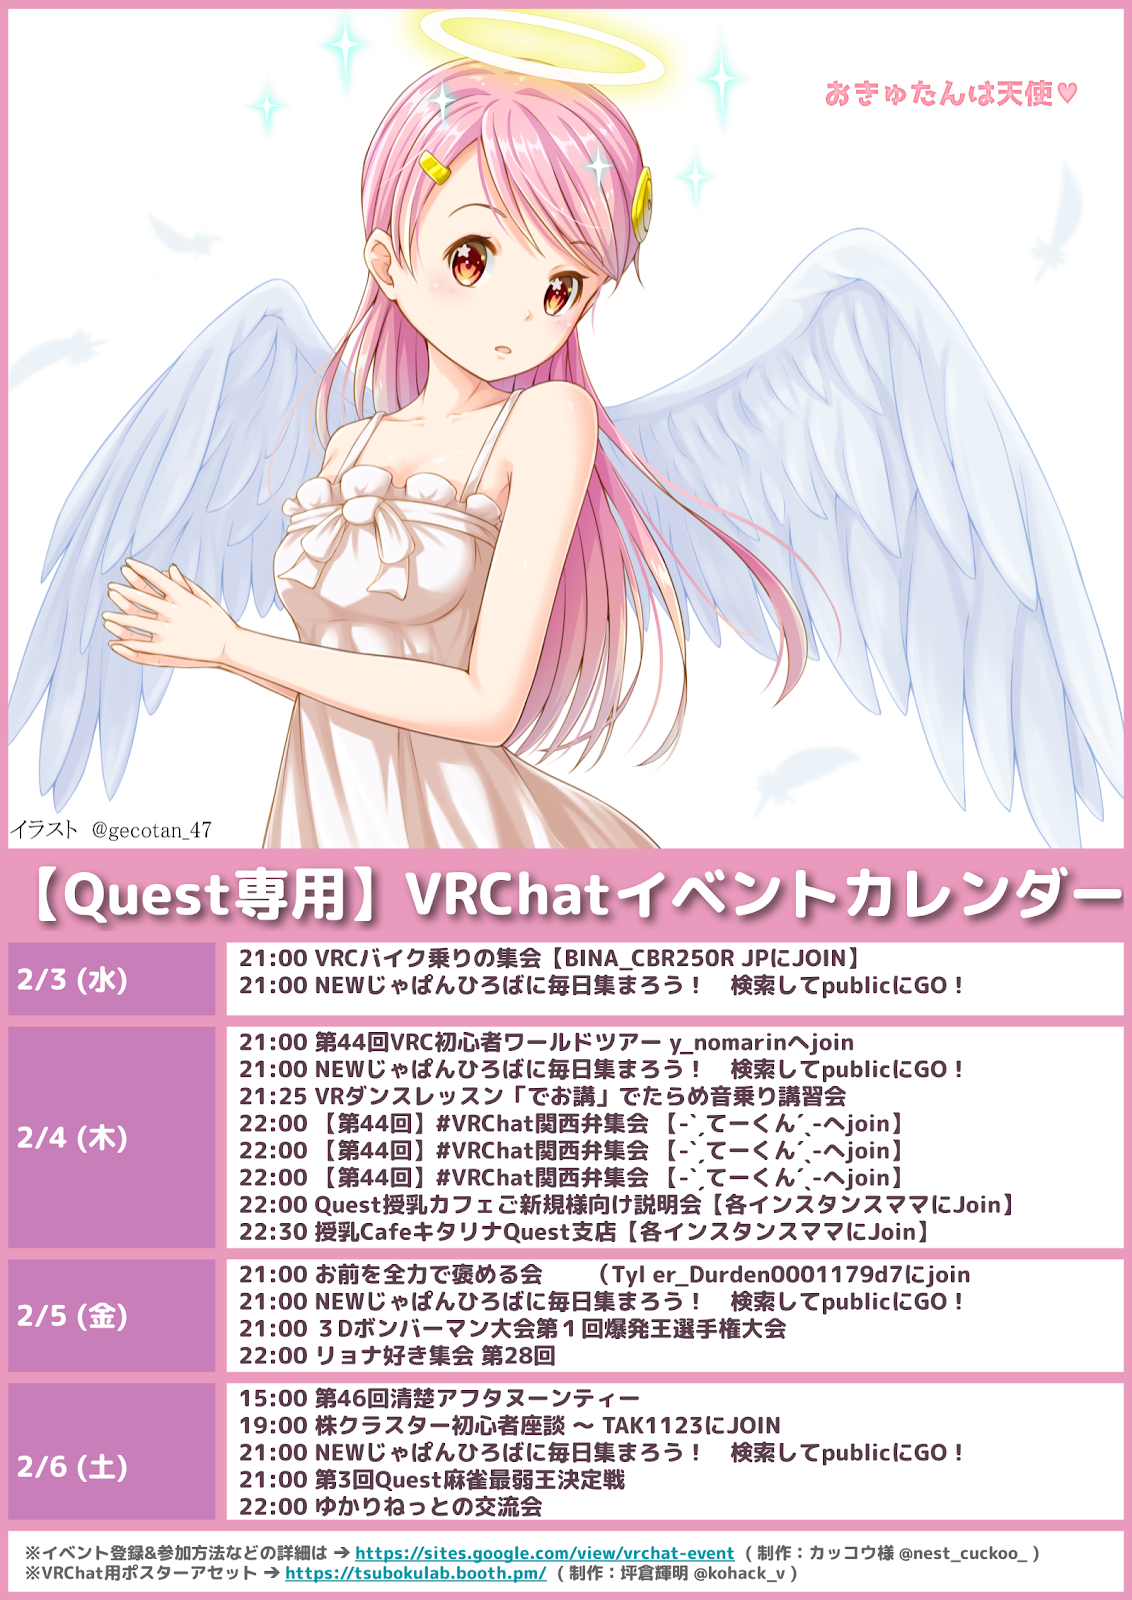 おきゅたんは天使♥
イラスト @gecotan_47
【Quest専用】VRChatイベントカレンダー
2/3 (水)
21:00 VRCバイク乗りの集会【BINA_CBR250R JPにJOIN】
21:00 NEWじゃぱんひろばに毎日集まろう！　検索してpublicにGO！
2/4 (木)
21:00 第44回VRC初心者ワールドツアー y_nomarinへjoin
21:00 NEWじゃぱんひろばに毎日集まろう！　検索してpublicにGO！
21:25 VRダンスレッスン「でお講」でたらめ音乗り講習会
22:00 【第44回】#VRChat関西弁集会 【-`ˏてーくんˊˎ-へjoin】
22:00 【第44回】#VRChat関西弁集会 【-`ˏてーくんˊˎ-へjoin】
22:00 【第44回】#VRChat関西弁集会 【-`ˏてーくんˊˎ-へjoin】
22:00 Quest授乳カフェご新規様向け説明会【各インスタンスママにJoin】
22:30 授乳CafeキタリナQuest支店【各インスタンスママにJoin】
2/5 (金)
21:00 お前を全力で褒める会　　（Tyl er_Durden0001179d7にjoin
21:00 NEWじゃぱんひろばに毎日集まろう！　検索してpublicにGO！
21:00 ３Dボンバーマン大会第１回爆発王選手権大会
22:00 リョナ好き集会 第28回
2/6 (土)
15:00 第46回清楚アフタヌーンティー
19:00 株クラスター初心者座談 ～ TAK1123にJOIN
21:00 NEWじゃぱんひろばに毎日集まろう！　検索してpublicにGO！
21:00 第3回Quest麻雀最弱王決定戦
22:00 ゆかりねっとの交流会
※イベント登録&参加方法などの詳細は ➔ https://sites.google.com/view/vrchat-event （制作：カッコウ様 @nest_cuckoo_ ）
※VRChat用ポスターアセット ➔ https://tsubokulab.booth.pm/ （制作：坪倉輝明 @kohack_v ）